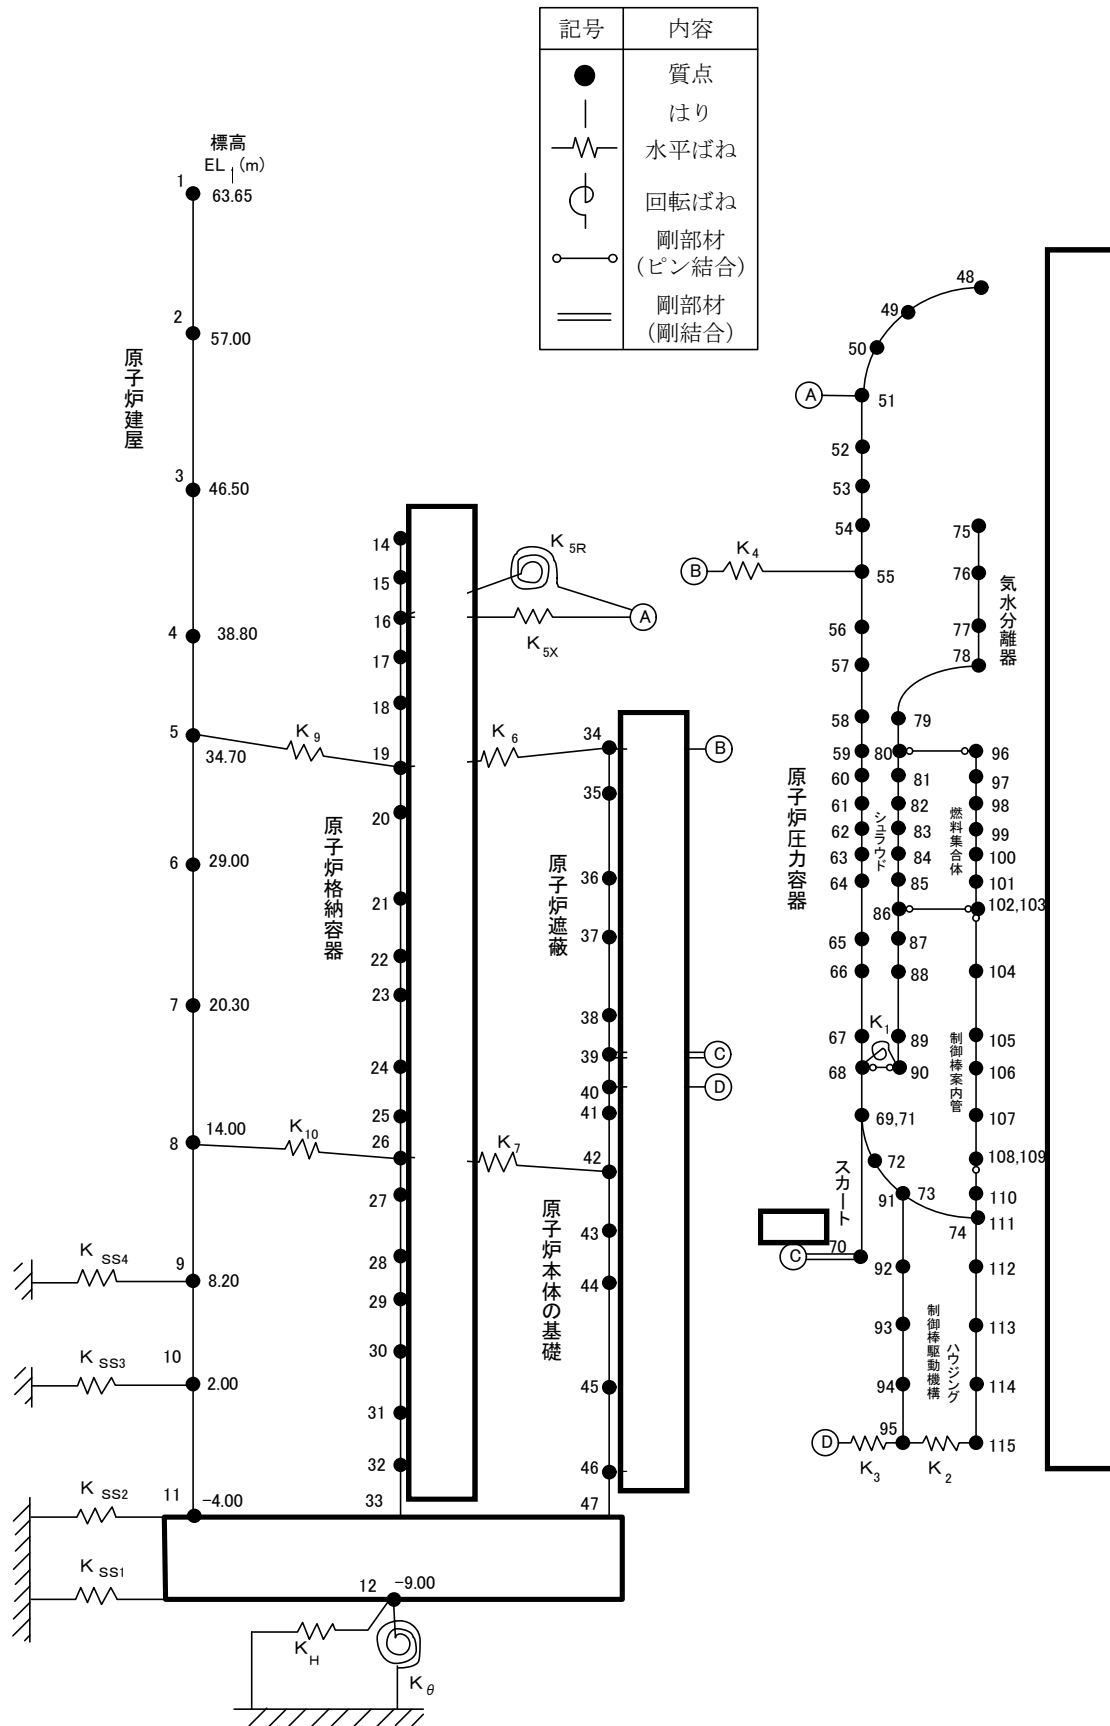 記号 内容
質点
はり
水平ばね
回転ばね
剛部材
(ピン結合)
剛部材
(剛結合)
標高
EL (m)
1 63.65
2 57.00
3 46.50
4 38.80
5 34.70
6 29.00
7 20.30
8 14.00
9 8.20
10 2.00
11 -4.00
12 -9.00
原子炉建屋
K SS4
K SS3
K SS2
K SS1
K H
K θ
K 9
K 10
14
15
16
17
18
19
20
21
22
23
24
25
26
27
28
29
30
31
32
33
原子炉格納容器
K 5R
K 5X
A
K 6
K 7
34
35
36
37
38
39
40
41
42
43
44
45
46
47
原子炉遮蔽
原子炉本体の基礎
B
C
D
48
49
50
A 51
52
53
54
B K 4 55
56
57
58
59
60
61
62
63
64
65
66
67
68
69,71
72
73
74
70
C
スカート
原子炉圧力容器
75
76
77
78
気水分離器
79
80
81
82
83
84
85
86
87
88
89
90
K 1
シュラウド
96
97
98
99
100
101
102,103
燃料集合体
104
105
106
107
108,109
制御棒案内管
110
111
112
113
114
115
91
92
93
94
95
制御棒駆動機構
ハウジング
D K 3 K 2